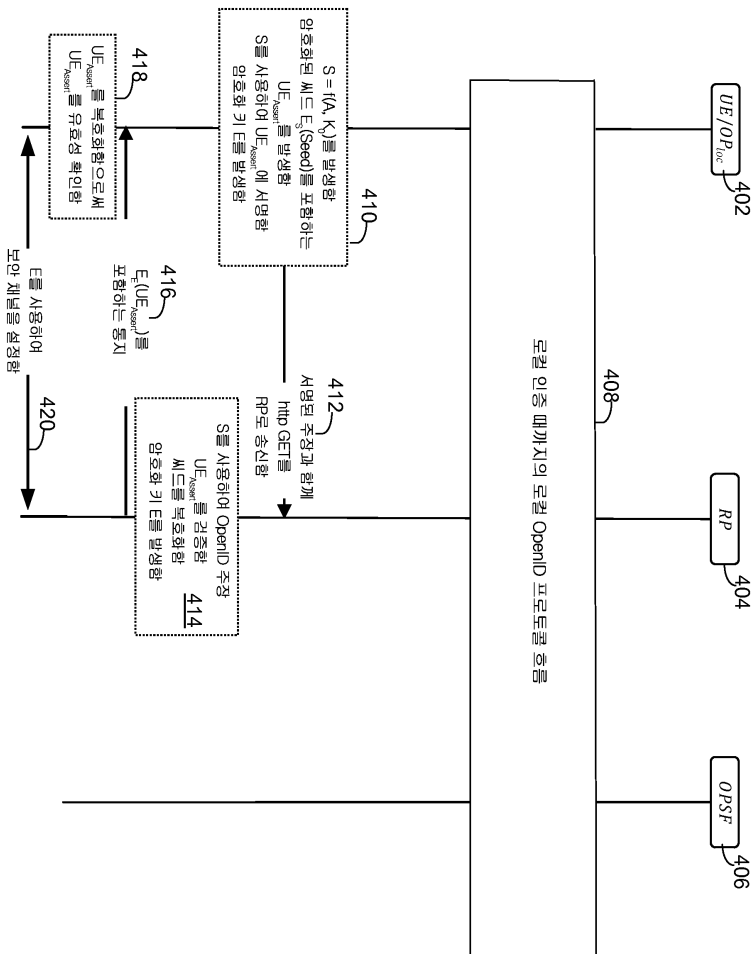 UE/OP_loc
402
RP
404
OPSF
406
408
로컬 인증 때까지의 로컬 OpenID 프로토콜 흐름
410
S = f(A, K_p)를 발생함
암호화된 씨드 E_S(Seed)를 포함하는
UE_Assert를 발생함
S를 사용하여 UE_Assert에 서명함
암호화 키 E를 발생함
412
서명된 주장과 함께
http GET를
RP로 송신함
S를 사용하여 OpenID 주장
UE_Assert를 검증함
씨드를 복호화함
암호화 키 E를 발생함
414
416
E_E(UE_Assert)를
포함하는 통지
418
UE_Assert를 복호화함으로써
UE_Assert를 유효성 확인함
E를 사용하여
보안 채널을 설정함
420